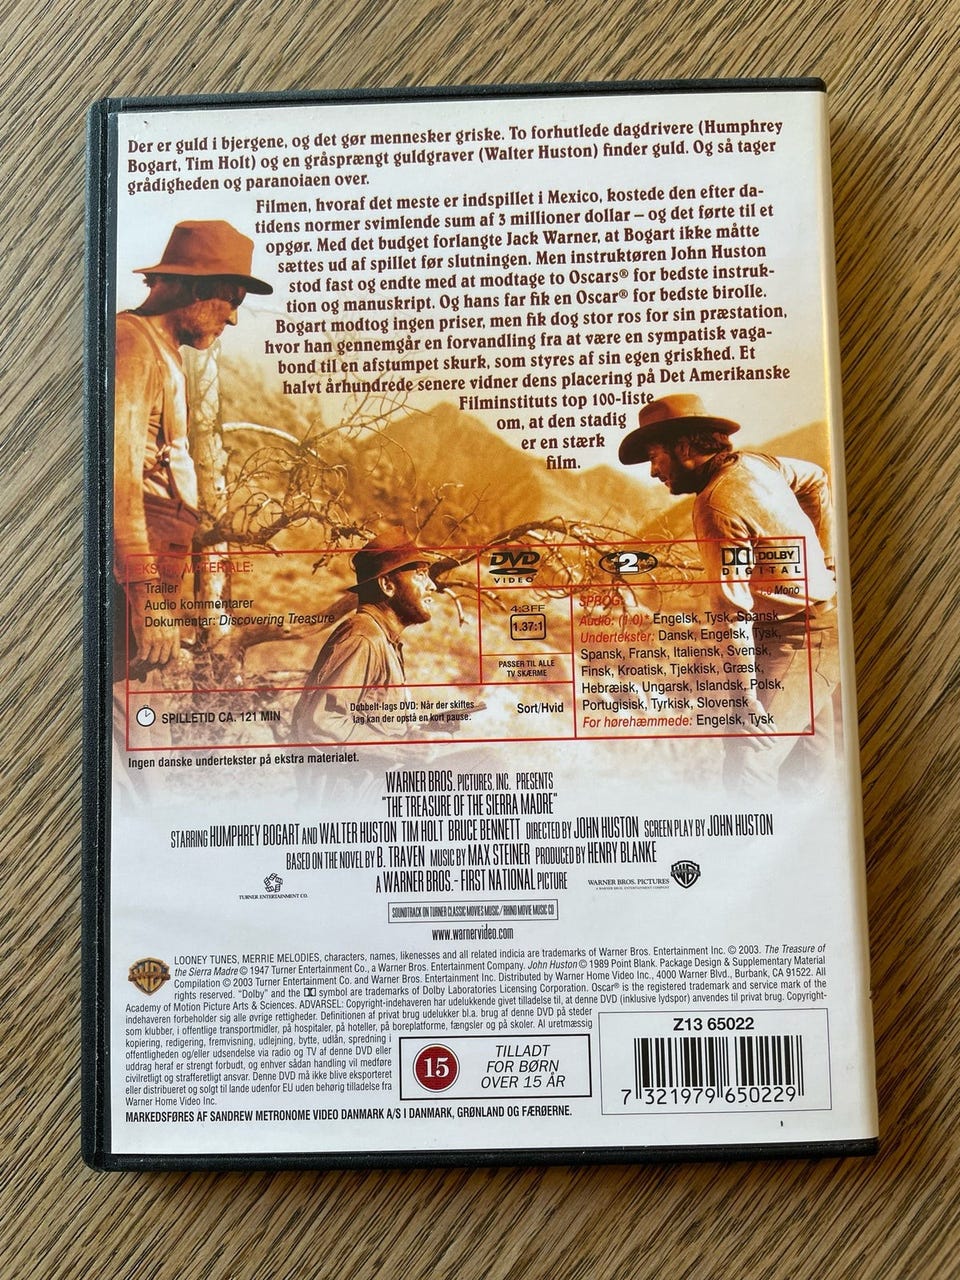 Der er guld i bjergene, og det gør mennesker griske. To forhutlede dagdrivere (Humphrey
Bogart, Tim Holt) og en gråsprængt guldgraver (Walter Huston) finder guld. Og så tager
grådigheden og paranoiaen over.
Filmen, hvoraf det meste er indspillet i Mexico, kostede den efter da-
tidens normer svimlende sum af 3 millioner dollar – og det førte til et
opgør. Med det budget forlangte Jack Warner, at Bogart ikke måtte
sættes ud af spillet før slutningen. Men instruktøren John Huston
stod fast og endte med at modtage to Oscars® for bedste instruk-
tion og manuskript. Og hans far fik en Oscar® for bedste birolle.
Bogart modtog ingen priser, men fik dog stor ros for sin præstation,
hvor han gennemgår en forvandling fra at være en sympatisk vaga-
bond til en afstumpet skurk, som styres af sin egen griskhed. Et
halvt århundrede senere vidner dens placering på Det Amerikanske
Filminstituts top 100-liste
om, at den stadig
er en stærk
film.
EKSTRA MATERIALE:
Trailer
Audio kommentarer
Dokumentar: Discovering Treasure
DVD
VIDEO
2
DOLBY
DIGITAL
1.0 Mono
4:3FF
1.37:1
PASSER TIL ALLE
TV SKÆRME
SPROG:
Audio: (1.0)* Engelsk, Tysk, Spansk
Undertekster: Dansk, Engelsk, Tysk,
Spansk, Fransk, Italiensk, Svensk,
Finsk, Kroatisk, Tjekkisk, Græsk,
Hebræisk, Ungarsk, Islandsk, Polsk,
Portugisisk, Tyrkisk, Slovensk
For hørehæmmede: Engelsk, Tysk
SPILLETID CA. 121 MIN
Dobbelt-lags DVD: Når der skiftes
lag kan der opstå en kort pause.
Sort/Hvid
Ingen danske undertekster på ekstra materialet.
WARNER BROS. PICTURES, INC. PRESENTS
"THE TREASURE OF THE SIERRA MADRE"
STARRING HUMPHREY BOGART AND WALTER HUSTON TIM HOLT BRUCE BENNETT DIRECTED BY JOHN HUSTON SCREEN PLAY BY JOHN HUSTON
BASED ON THE NOVEL BY B. TRAVEN MUSIC BY MAX STEINER PRODUCED BY HENRY BLANKE
A WARNER BROS. - FIRST NATIONAL PICTURE
TURNER ENTERTAINMENT CO.
WARNER BROS. PICTURES
A WARNER BROS. ENTERTAINMENT COMPANY
SOUNDTRACK ON TURNER CLASSIC MOVIES MUSIC/RHINO MOVIE MUSIC CD
www.warnervideo.com
LOONEY TUNES, MERRIE MELODIES, characters, names, likenesses and all related indicia are trademarks of Warner Bros. Entertainment Inc. © 2003. The Treasure of
the Sierra Madre © 1947 Turner Entertainment Co., a Warner Bros. Entertainment Company. John Huston © 1989 Point Blank. Package Design & Supplementary Material
Compilation © 2003 Turner Entertainment Co. and Warner Bros. Entertainment Inc. Distributed by Warner Home Video Inc., 4000 Warner Blvd., Burbank, CA 91522. All
rights reserved. "Dolby" and the symbol are trademarks of Dolby Laboratories Licensing Corporation. Oscar® is the registered trademark and service mark of the
Academy of Motion Picture Arts & Sciences. ADVARSEL: Copyright-indehaveren har udelukkende givet tilladelse til, at denne DVD (inklusive lydspor) anvendes til privat brug. Copyright-
indehaveren forbeholder sig alle øvrige rettigheder. Definitionen af privat brug udelukker bl.a. brug af denne DVD på steder
som klubber, i offentlige transportmidler, på hospitaler, på hoteller, på boreplatforme, fængsler og på skoler. Al uretmæssig
kopiering, redigering, fremvisning, udlejning, bytte, udlån, spredning i
offentligheden og/eller udsendelse via radio og TV af denne DVD eller
uddrag heraf er strengt forbudt, og enhver sådan handling vil medføre
civilretligt og strafferetligt ansvar. Denne DVD må ikke blive eksporteret
eller distribueret og solgt til lande udenfor EU uden behørig tilladelse fra
Warner Home Video Inc.
MARKEDSFØRES AF SANDREW METRONOME VIDEO DANMARK A/S I DANMARK, GRØNLAND OG FÆRØERNE.
15
TILLADT
FOR BØRN
OVER 15 ÅR
Z13 65022
7 321979 650229